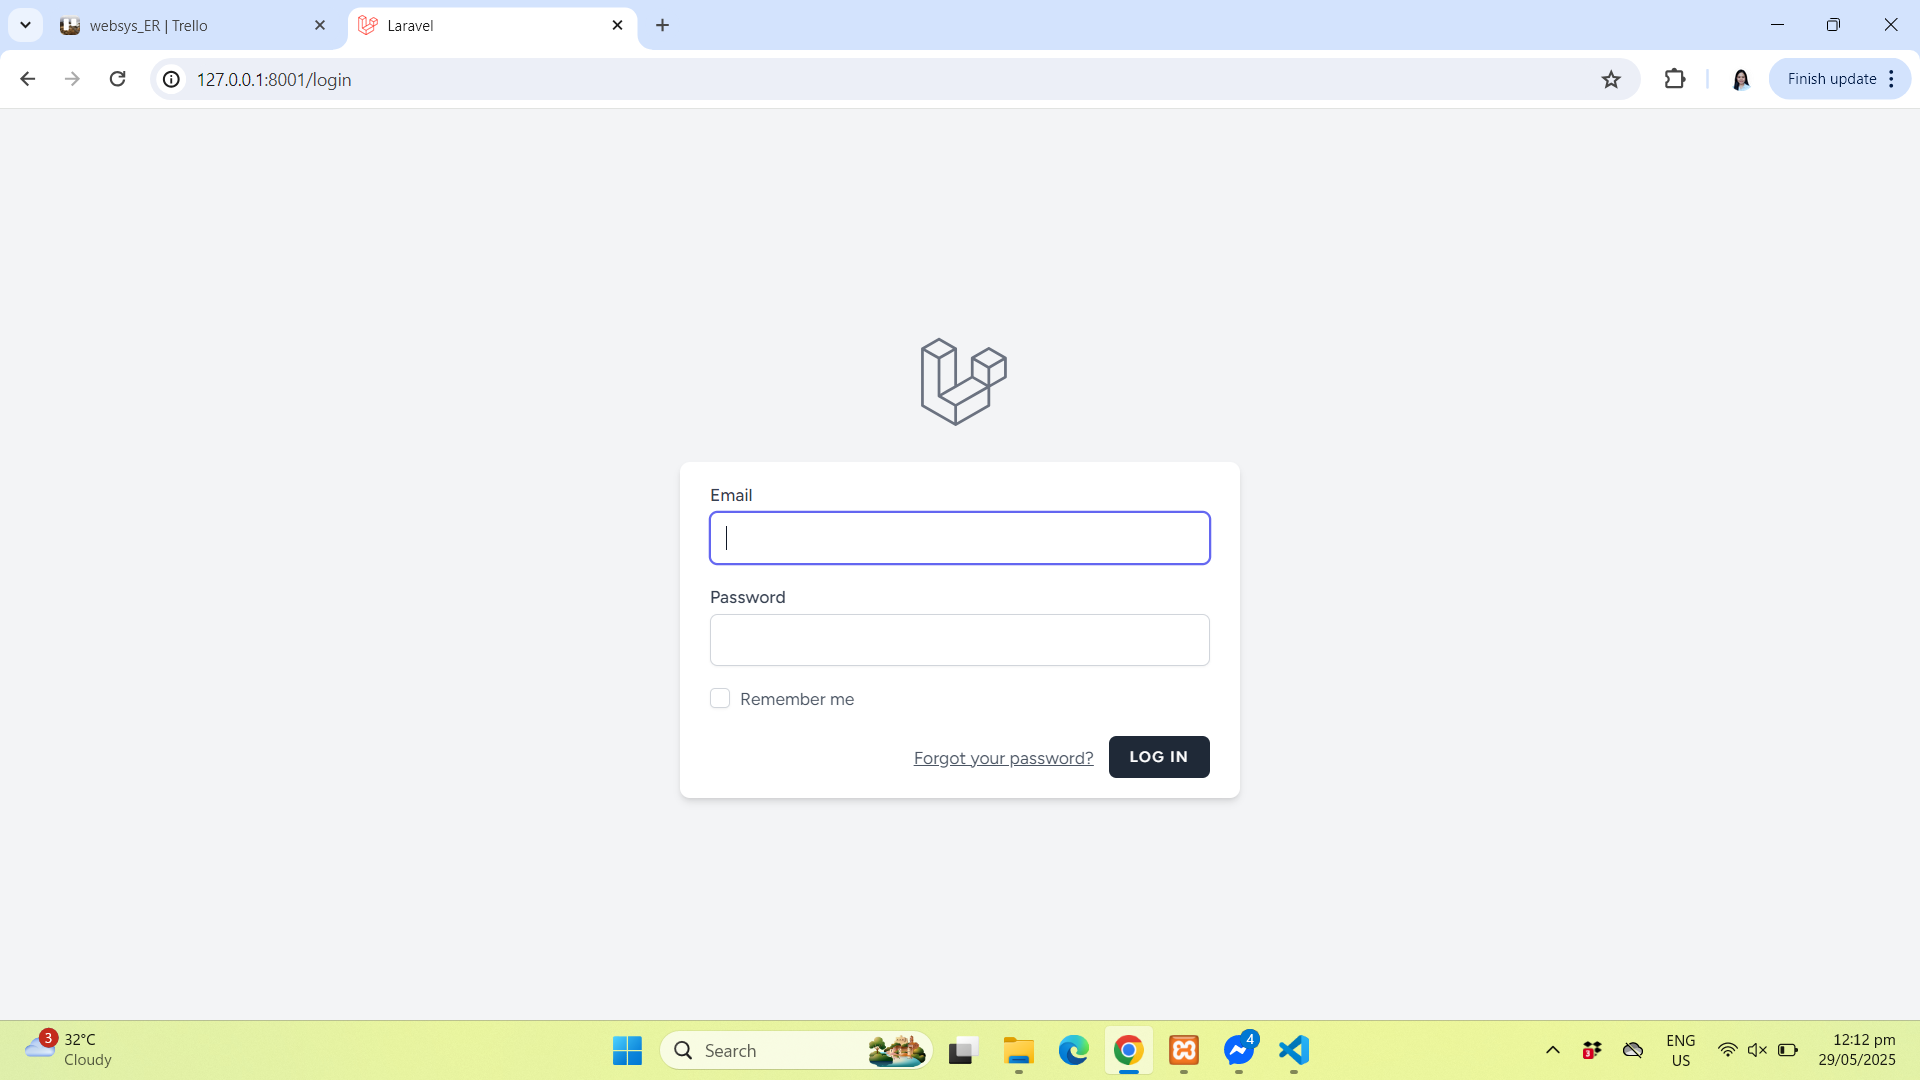 websys_ER | Trello
Laravel
127.0.0.1:8001/login
Finish update
Email
Password
Remember me
Forgot your password?
LOG IN
3
32°C
Cloudy
Search
4
3
ENG
US
12:12 pm
29/05/2025